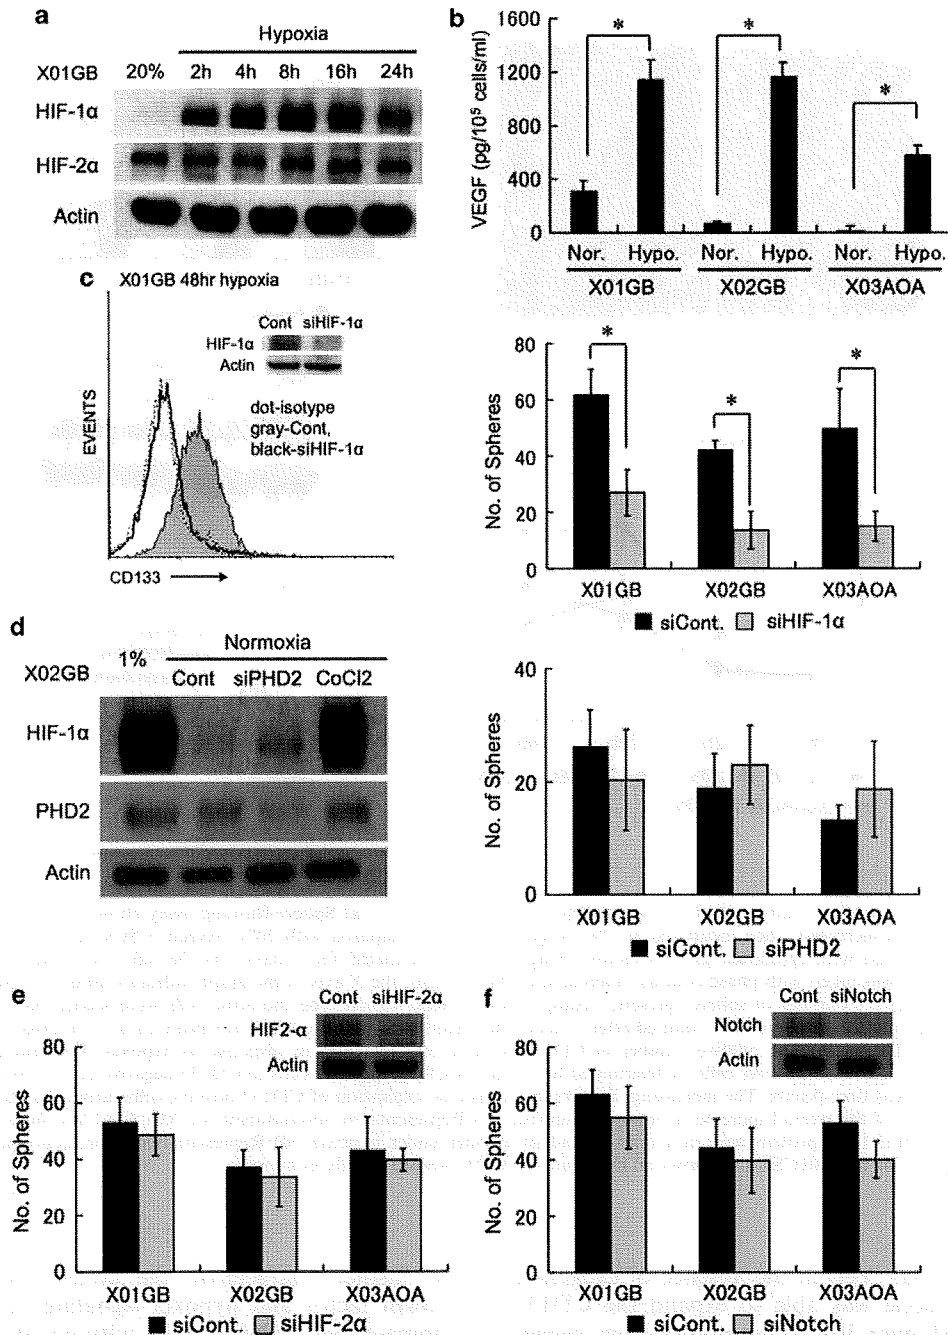 a
Hypoxia
X01GB 20% 2h 4h 8h 16h 24h
HIF-1α
HIF-2α
Actin
b
VEGF (pg/10⁵ cells/ml)
1600
1200
800
400
0
* * *
Nor. Hypo. Nor. Hypo. Nor. Hypo.
X01GB X02GB X03AOA
c
X01GB 48hr hypoxia
Cont siHIF-1α
HIF-1α
Actin
dot-isotype
gray-Cont,
black-siHIF-1α
EVENTS
CD133
No. of Spheres
80
60
40
20
0
* * *
X01GB X02GB X03AOA
siCont. siHIF-1α
d
Normoxia
X02GB 1% Cont siPHD2 CoCl2
HIF-1α
PHD2
Actin
No. of Spheres
40
20
0
X01GB X02GB X03AOA
siCont. siPHD2
e
Cont siHIF-2α
HIF2-α
Actin
No. of Spheres
80
60
40
20
0
X01GB X02GB X03AOA
siCont. siHIF-2α
f
Cont siNotch
Notch
Actin
No. of Spheres
80
60
40
20
0
X01GB X02GB X03AOA
siCont. siNotch